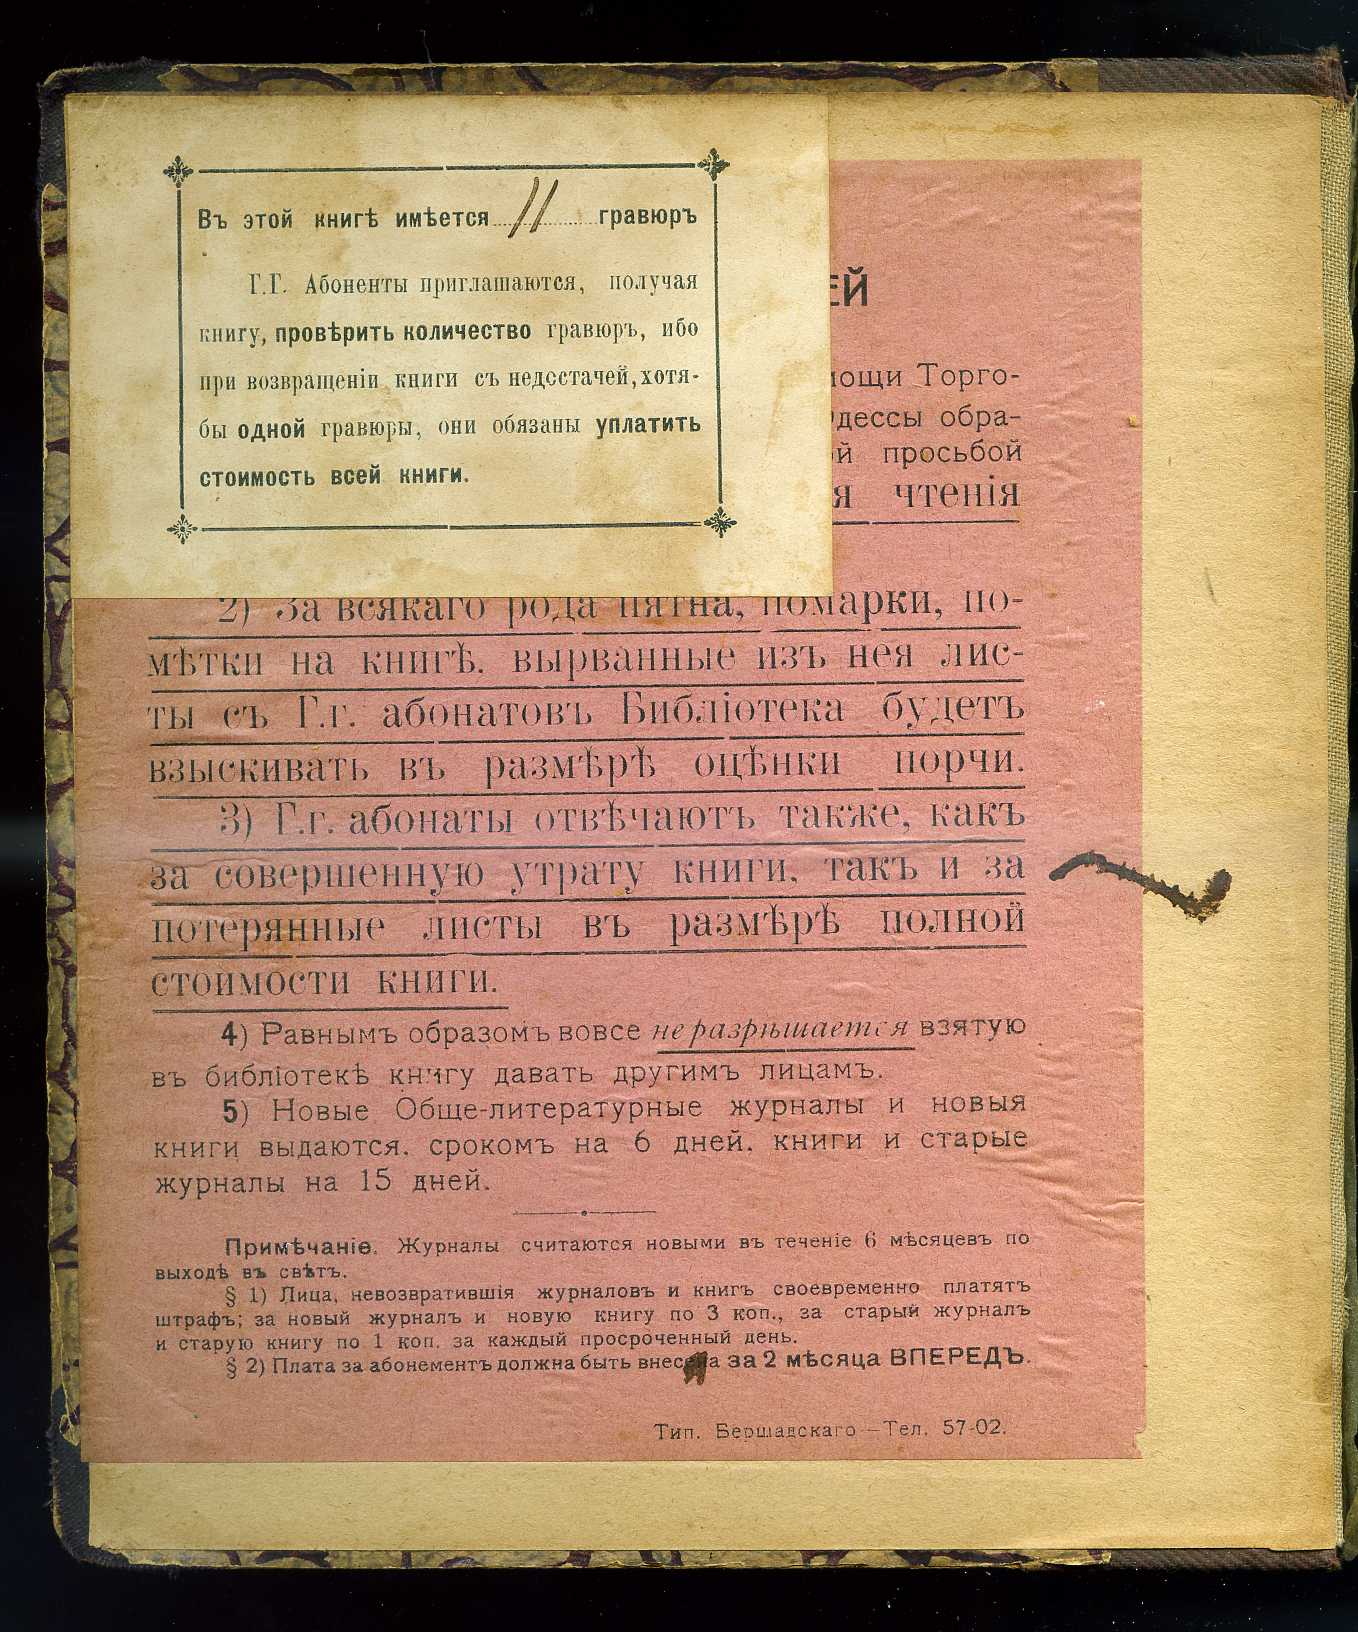 Въ этой книгѣ имѣется 11 гравюръ
Г.Г. Абоненты приглашаются, получая
книгу, провѣрить количество гравюръ, ибо
при возвращеніи книги съ недостачей, хотя-
бы одной гравюры, они обязаны уплатить
стоимость всей книги.
ЕЙ
мощи Торго-
Одессы обра-
ой просьбой
я чтенія
2) За всякаго рода пятна, помарки, по-
мѣтки на книгѣ. вырванные изъ нея лис-
ты съ Г.г. абонатовъ Библіотека будетъ
взыскивать въ размѣрѣ оцѣнки порчи.
3) Г.г. абонаты отвѣчаютъ также, какъ
за совершенную утрату книги, такъ и за
потерянные листы въ размѣрѣ полной
стоимости книги.
4) Равнымъ образомъ вовсе не разрѣшается взятую
въ библіотекѣ книгу давать другимъ лицамъ.
5) Новые Обще-литературные журналы и новыя
книги выдаются. срокомъ на 6 дней. книги и старые
журналы на 15 дней.
Примѣчаніе. Журналы считаются новыми въ теченіе 6 мѣсяцевъ по
выходѣ въ свѣтъ.
§ 1) Лица, невозвратившія журналовъ и книгъ своевременно платятъ
штрафъ; за новый журналъ и новую книгу по 3 коп., за старый журналъ
и старую книгу по 1 коп. за каждый просроченный день.
§ 2) Плата за абонементъ должна быть внесена за 2 мѣсяца ВПЕРЕДЪ.
Тип. Бершадскаго—Тел. 57-02.